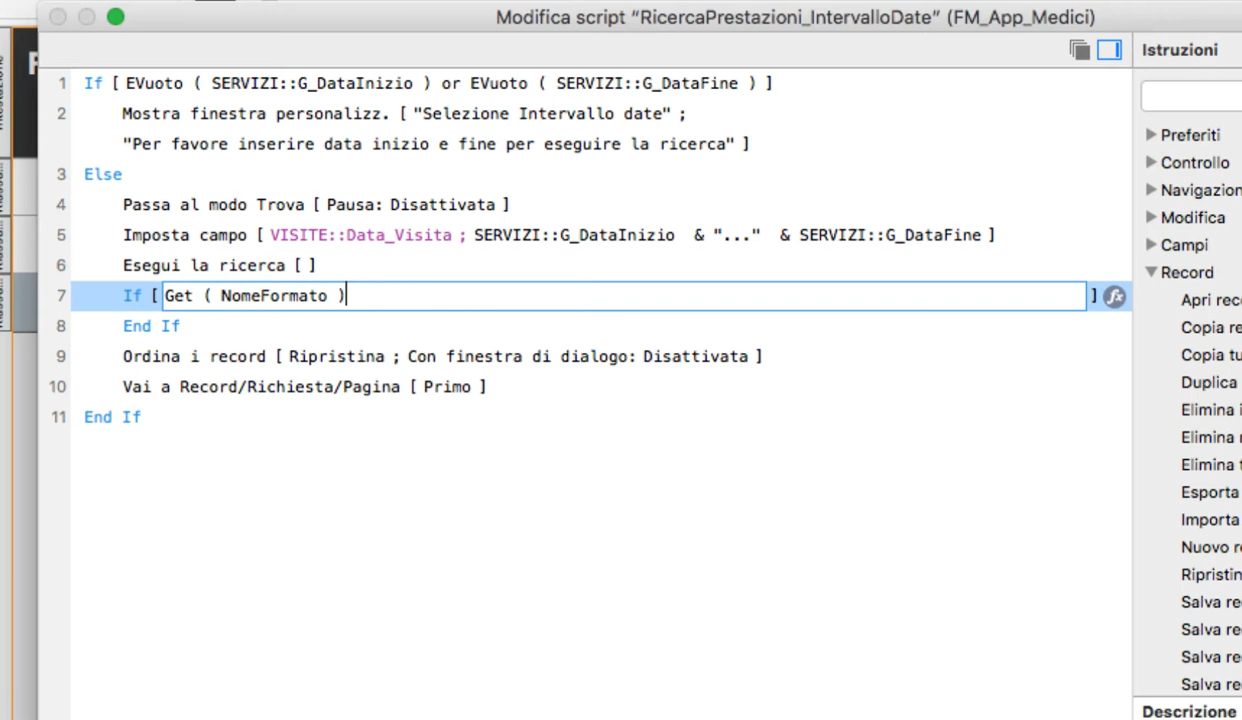 Modifica script “RicercaPrestazioni_IntervalloDate” (FM_App_Medici)
Istruzioni
1 If [ EVuoto ( SERVIZI::G_DataInizio ) or EVuoto ( SERVIZI::G_DataFine ) ]
2 Mostra finestra personalizz. [ "Selezione Intervallo date" ;
"Per favore inserire data inizio e fine per eseguire la ricerca" ]
3 Else
4 Passa al modo Trova [ Pausa: Disattivata ]
5 Imposta campo [ VISITE::Data_Visita ; SERVIZI::G_DataInizio & "..." & SERVIZI::G_DataFine ]
6 Esegui la ricerca [ ]
7 If [ Get ( NomeFormato ) ]
8 End If
9 Ordina i record [ Ripristina ; Con finestra di dialogo: Disattivata ]
10 Vai a Record/Richiesta/Pagina [ Primo ]
11 End If
Preferiti
Controllo
Navigazion
Modifica
Campi
Record
Apri reco
Copia re
Copia tu
Duplica
Elimina i
Elimina r
Elimina t
Esporta
Importa
Nuovo re
Ripristin
Salva re
Salva re
Salva re
Salva re
Descrizione